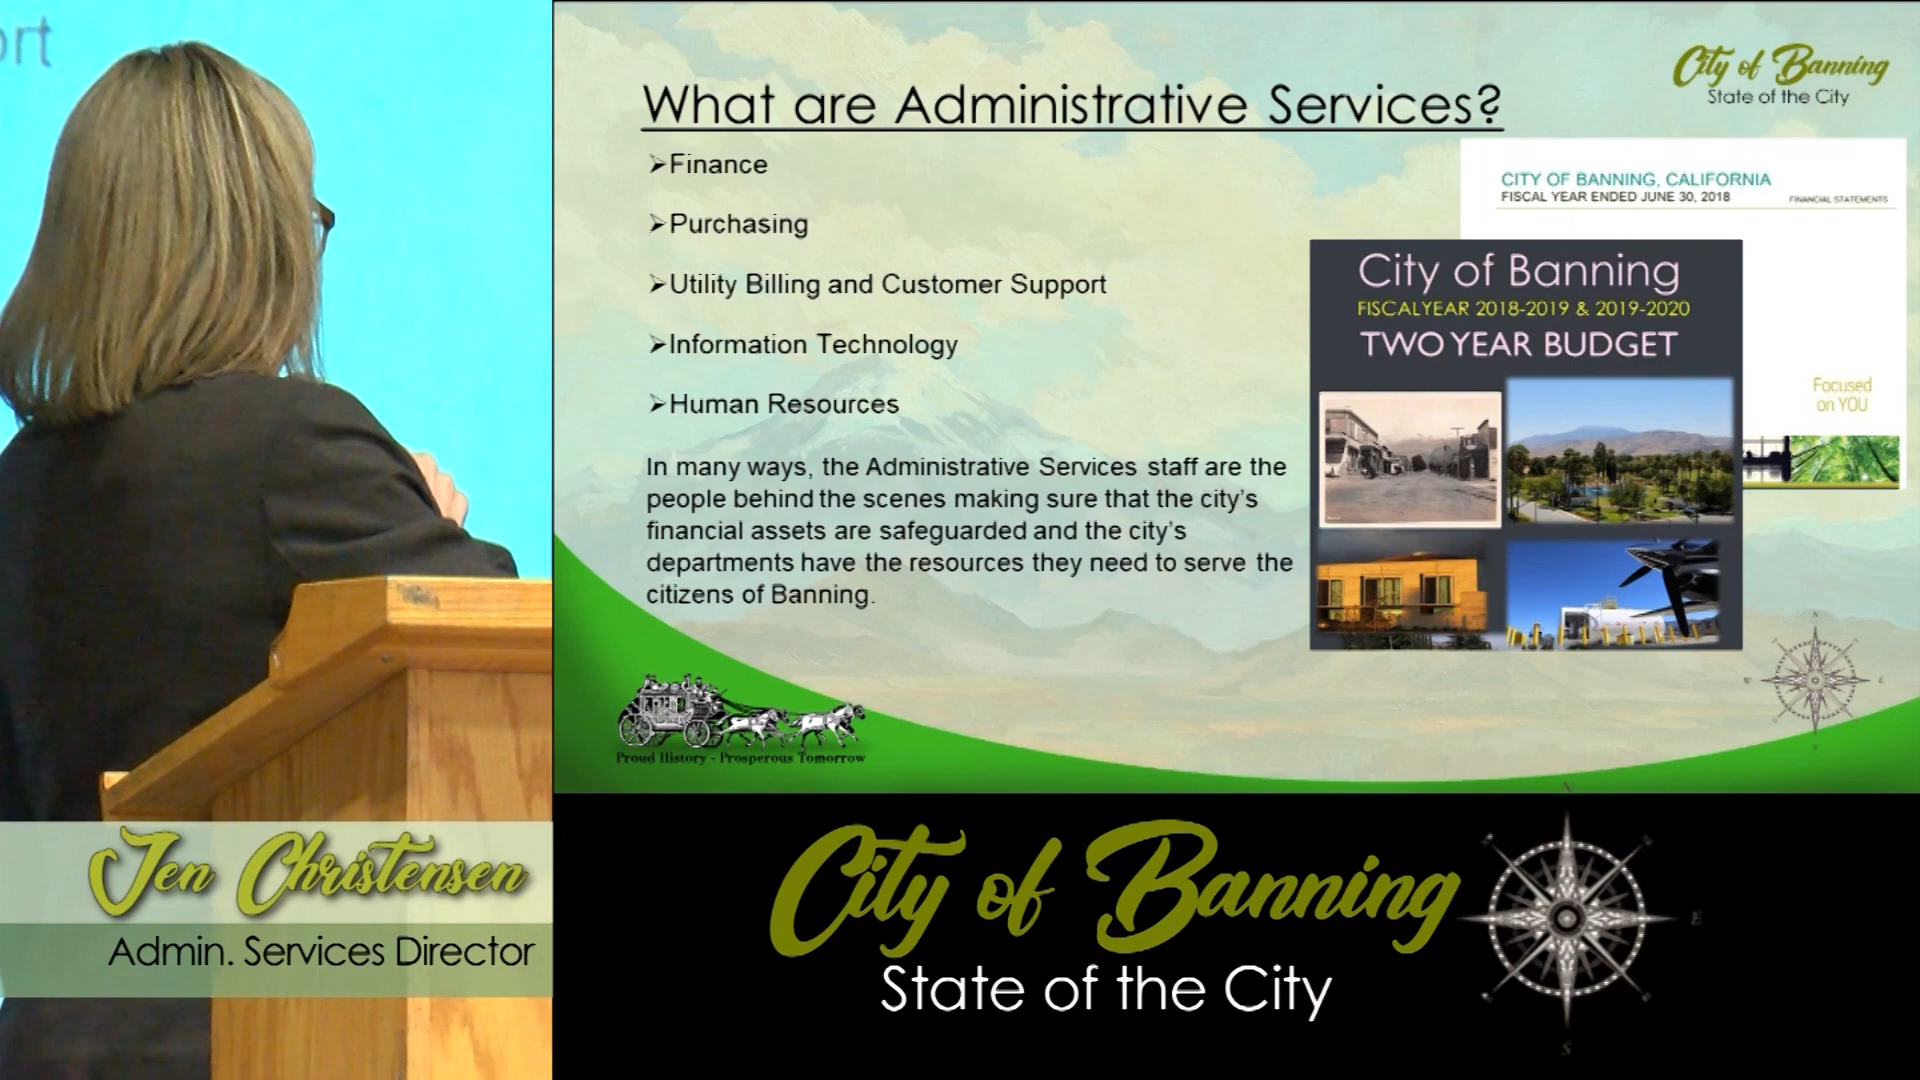 ort
What are Administrative Services?
City of Banning
State of the City
➢Finance
➢Purchasing
➢Utility Billing and Customer Support
➢Information Technology
➢Human Resources
In many ways, the Administrative Services staff are the
people behind the scenes making sure that the city's
financial assets are safeguarded and the city's
departments have the resources they need to serve the
citizens of Banning.
CITY OF BANNING, CALIFORNIA
FISCAL YEAR ENDED JUNE 30, 2018
FINANCIAL STATEMENTS
City of Banning
FISCAL YEAR 2018-2019 & 2019-2020
TWO YEAR BUDGET
Focused
on YOU
Proud History - Prosperous Tomorrow
Jen Christensen
Admin. Services Director
City of Banning
State of the City
E
S